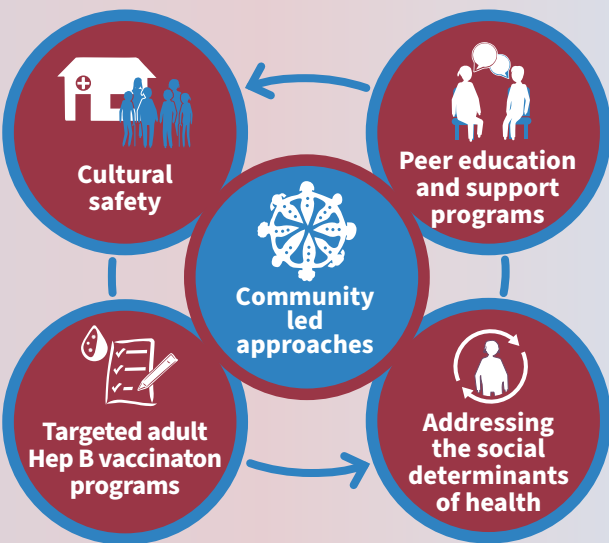 Cultural
safety
Peer education
and support
programs
Community
led
approaches
Targeted adult
Hep B vaccinaton
programs
Addressing
the social
determinants
of health